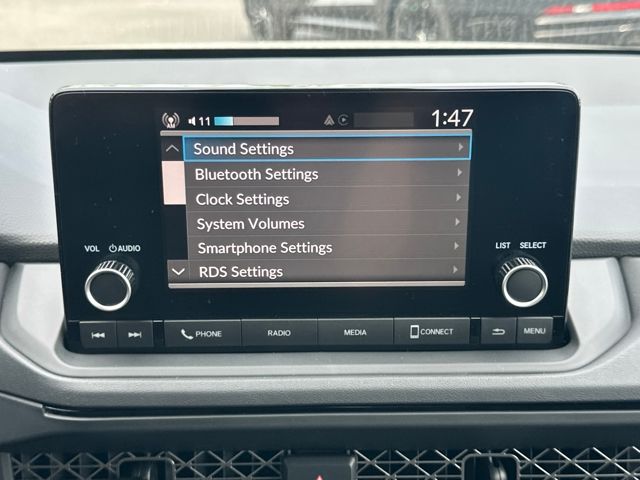 AM 11 1:47
Sound Settings
Bluetooth Settings
Clock Settings
System Volumes
Smartphone Settings
RDS Settings
VOL AUDIO
LIST SELECT
PHONE RADIO MEDIA CONNECT MENU